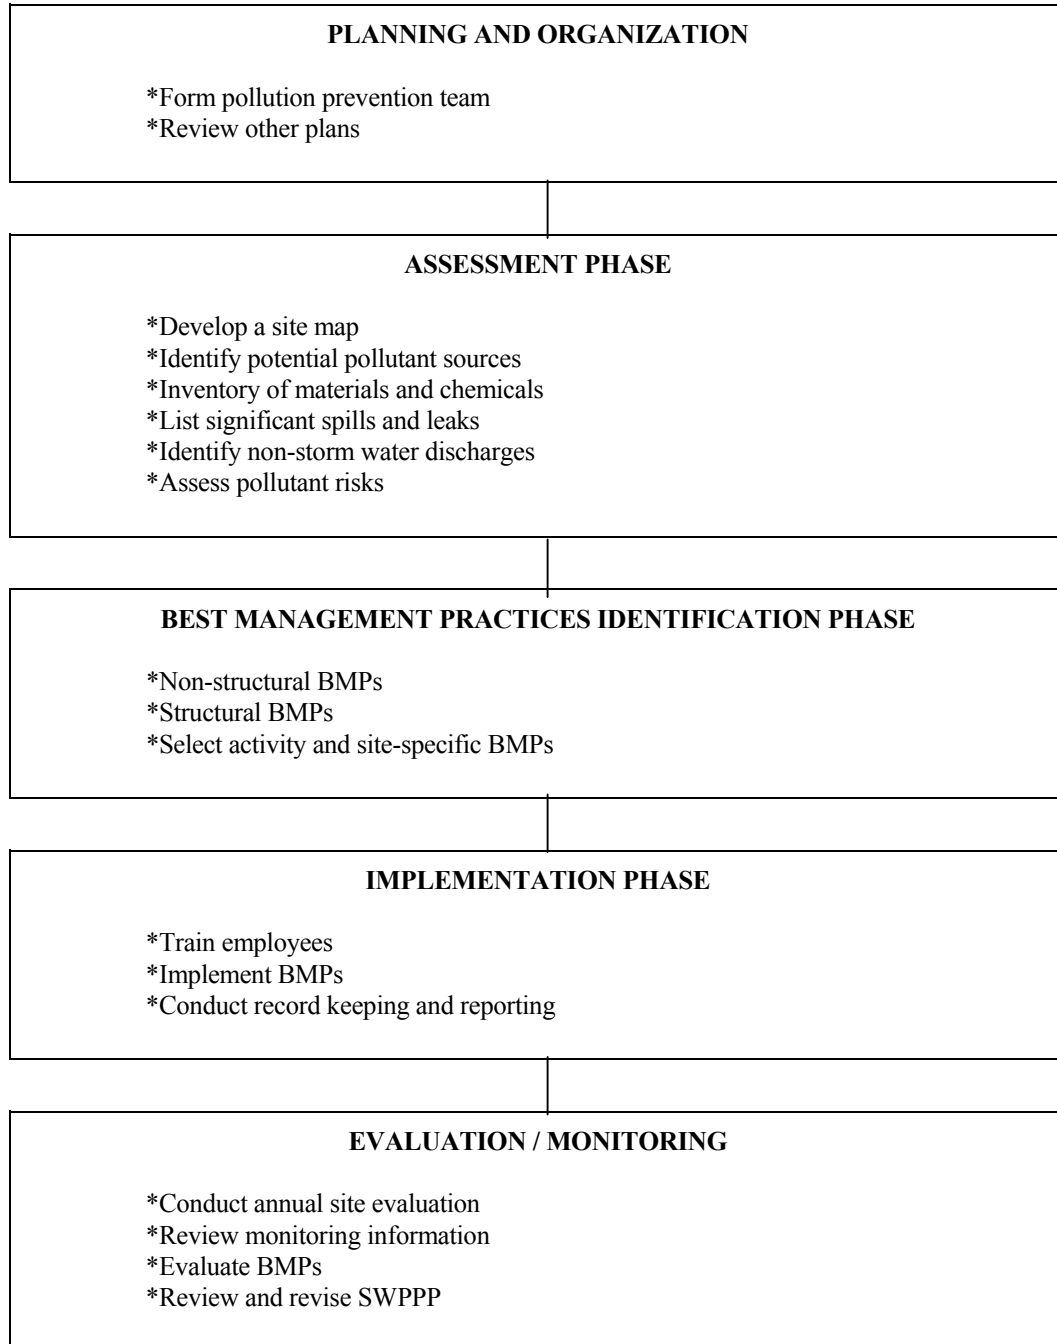 PLANNING AND ORGANIZATION
*Form pollution prevention team
*Review other plans
ASSESSMENT PHASE
*Develop a site map
*Identify potential pollutant sources
*Inventory of materials and chemicals
*List significant spills and leaks
*Identify non-storm water discharges
*Assess pollutant risks
BEST MANAGEMENT PRACTICES IDENTIFICATION PHASE
*Non-structural BMPs
*Structural BMPs
*Select activity and site-specific BMPs
IMPLEMENTATION PHASE
*Train employees
*Implement BMPs
*Conduct record keeping and reporting
EVALUATION / MONITORING
*Conduct annual site evaluation
*Review monitoring information
*Evaluate BMPs
*Review and revise SWPPP